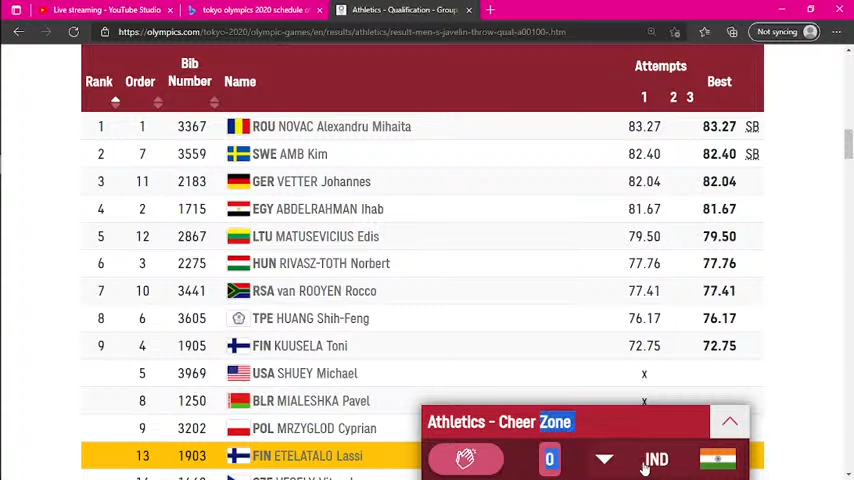 Live streaming - YouTube Studio × tokyo olympics 2020 schedule of × Athletics - Qualification - Group × +
https://olympics.com/tokyo-2020/olympic-games/en/results/athletics/result-men-s-javelin-throw-qual-a00100-.htm Not syncing
Rank Order Bib Number Name Attempts 1 2 3 Best
1 1 3367 ROU NOVAC Alexandru Mihaita 83.27 83.27 SB
2 7 3559 SWE AMB Kim 82.40 82.40 SB
3 11 2183 GER VETTER Johannes 82.04 82.04
4 2 1715 EGY ABDELRAHMAN Ihab 81.67 81.67
5 12 2867 LTU MATUSEVICIUS Edis 79.50 79.50
6 3 2275 HUN RIVASZ-TOTH Norbert 77.76 77.76
7 10 3441 RSA van ROOYEN Rocco 77.41 77.41
8 6 3605 TPE HUANG Shih-Feng 76.17 76.17
9 4 1905 FIN KUUSELA Toni 72.75 72.75
5 3969 USA SHUEY Michael x
8 1250 BLR MIALESHKA Pavel x
9 3202 POL MRZYGLOD Cyprian
13 1903 FIN ETELATALO Lassi
Athletics - Cheer Zone
0 IND